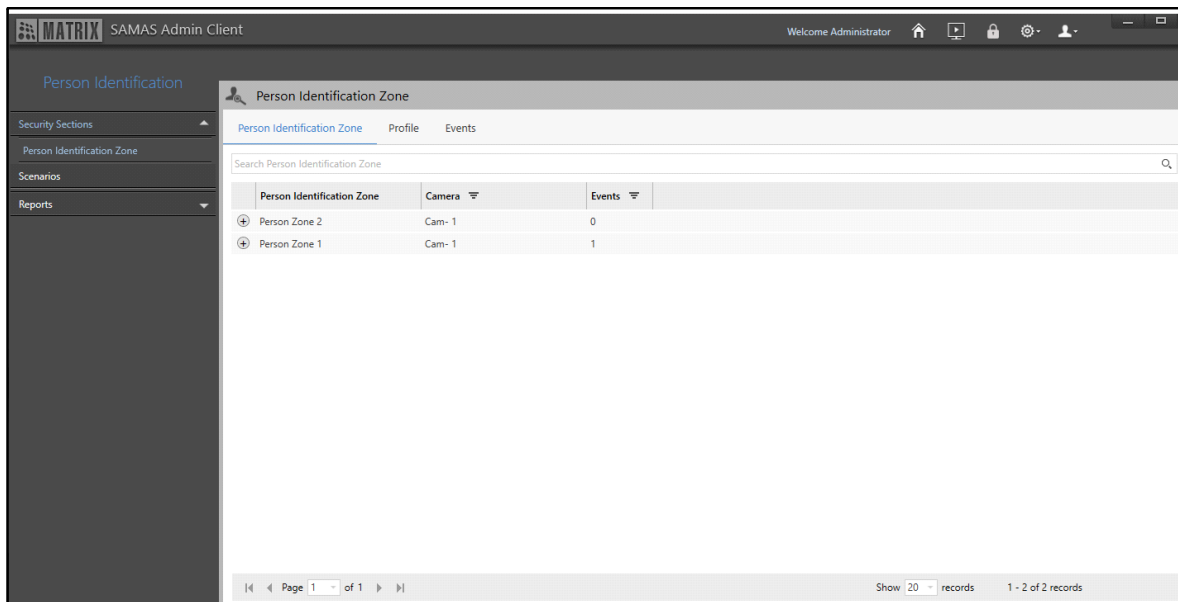 MATRIX SAMAS Admin Client Welcome Administrator
Person Identification
Person Identification Zone
Security Sections
Person Identification Zone Profile Events
Person Identification Zone
Search Person Identification Zone
Scenarios
Person Identification Zone Camera Events
Reports
Person Zone 2 Cam- 1 0
Person Zone 1 Cam- 1 1
Page 1 of 1 Show 20 records 1 - 2 of 2 records